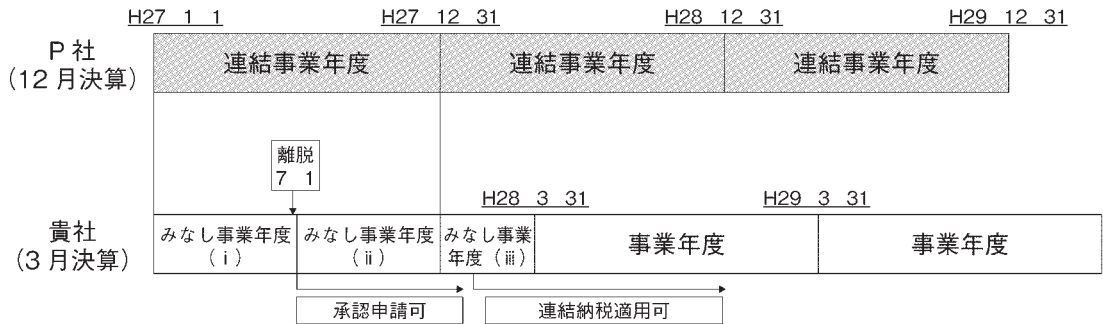 H27 1 1
H27 12 31
H28 12 31
H29 12 31
P社
(12月決算)
連結事業年度
連結事業年度
連結事業年度
離脱
7 1
H28 3 31
H29 3 31
貴社
(3月決算)
みなし事業年度
(ⅰ)
みなし事業年度
(ⅱ)
みなし事業
年度(ⅲ)
事業年度
事業年度
承認申請可
連結納税適用可